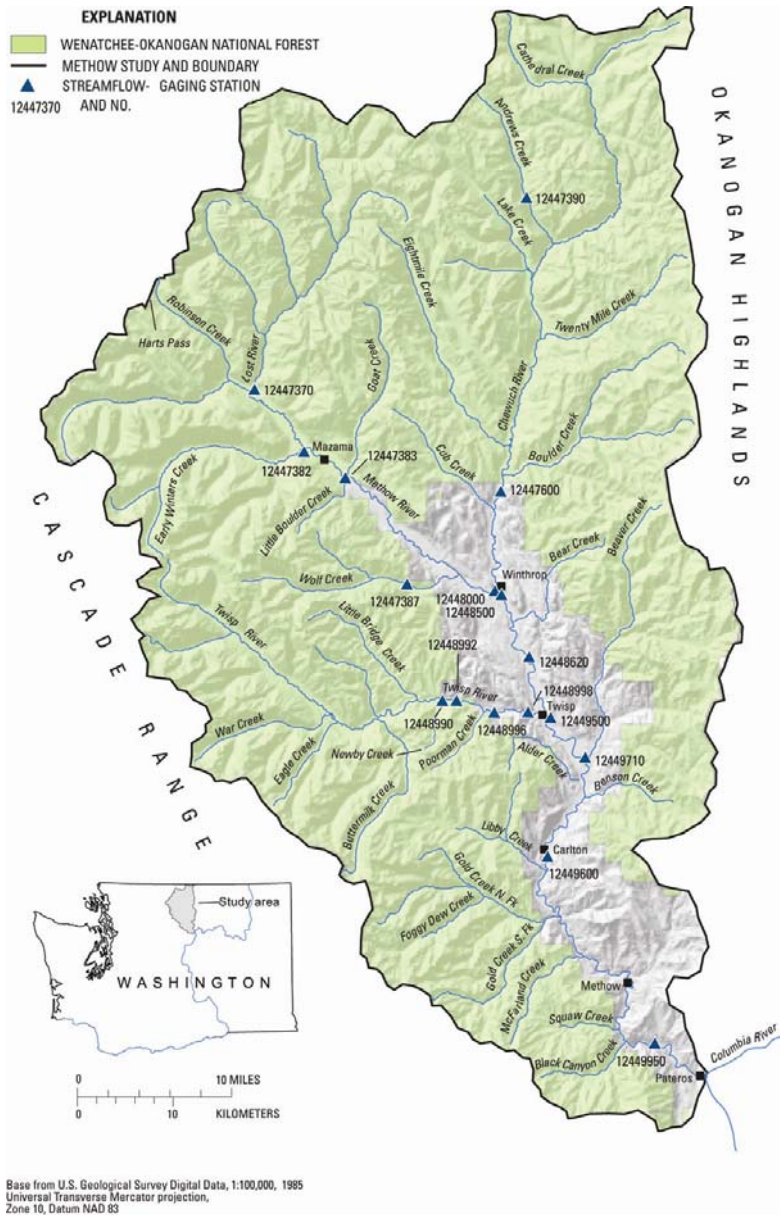 EXPLANATION
WENATCHEE-OKANOGAN NATIONAL FOREST
METHOW STUDY AND BOUNDARY
STREAMFLOW- GAGING STATION
12447370 AND NO.
Cathedral Creek
Andrews Creek
OKANOGAN HIGHLANDS
12447390
Lake Creek
Eightmile Creek
Twenty Mile Creek
Robinson Creek
Harts Pass
Lost River
Goat Creek
Chewuch River
12447370
Boulder Creek
Cub Creek
Mazama
12447383
12447382
Methow River
12447600
Early Winters Creek
Little Boulder Creek
Bear Creek
Beaver Creek
CASCADE RANGE
Wolf Creek
Winthrop
12447387
12448000
12448500
Little Bridge Creek
Twisp River
12448992
12448620
Twisp River
12448998
Twisp
12449500
War Creek
12448990
12448996
Eagle Creek
Newby Creek
Poorman Creek
Alder Creek
12449710
Benson Creek
Buttermilk Creek
Libby Creek
Carlton
12449600
Gold Creek N. Fk
Foggy Dew Creek
Gold Creek S. Fk
McFarland Creek
Study area
WASHINGTON
Methow
Squaw Creek
Black Canyon Creek
12449950
Columbia River
Pateros
0 10 MILES
0 10 KILOMETERS
Base from U.S. Geological Survey Digital Data, 1:100,000, 1985
Universal Transverse Mercator projection,
Zone 10, Datum NAD 83